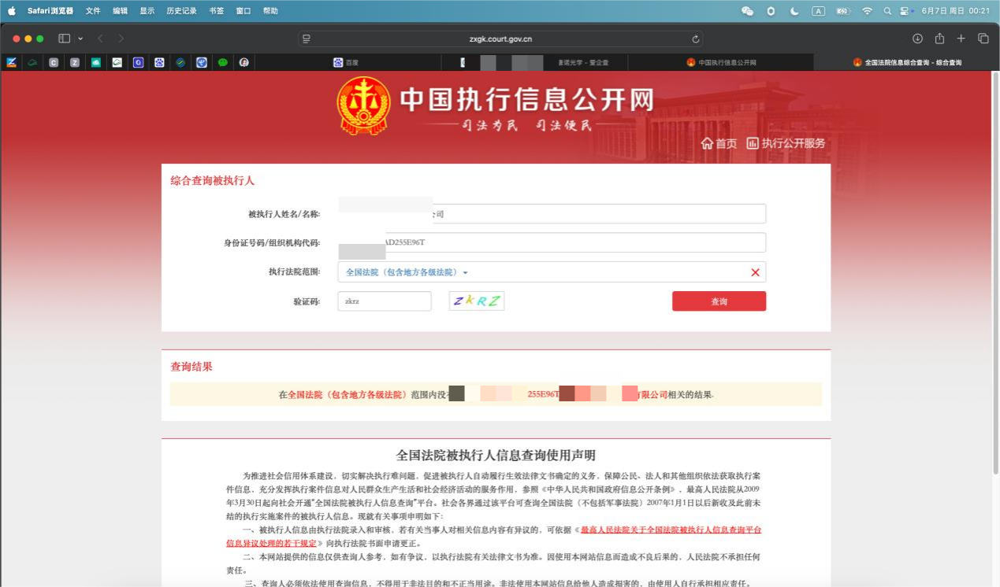 Safari浏览器 文件 编辑 显示 历史记录 书签 窗口 帮助 A 6月7日 周日 00:21
zxgk.court.gov.cn
C Z Q 百度 诺光学 - 爱企查 中国执行信息公开网 全国法院信息综合查询 - 综合查询
中国执行信息公开网
司法为民 司法便民
首页 执行公开服务
综合查询被执行人
被执行人姓名/名称: 公司
身份证号码/组织机构代码: AD255E96T
执行法院范围: 全国法院（包含地方各级法院）
验证码: zkrz ZkRZ 查询
查询结果
在全国法院（包含地方各级法院）范围内没 255E96T 有限公司相关的结果.
全国法院被执行人信息查询使用声明
为推进社会信用体系建设，切实解决执行难问题，促进被执行人自动履行生效法律文书确定的义务，保障公民、法人和其他组织依法获取执行案
件信息，充分发挥执行案件信息对人民群众生产生活和社会经济活动的服务作用，参照《中华人民共和国政府信息公开条例》，最高人民法院从2009
年3月30日起向社会开通“全国法院被执行人信息查询”平台。社会各界通过该平台可查询全国法院（不包括军事法院）2007年1月1日以后新收及此前未
结的执行实施案件的被执行人信息。现就有关事项申明如下：
一、被执行人信息由执行法院录入和审核，若有关当事人对相关信息内容有异议的，可依据《最高人民法院关于全国法院被执行人信息查询平台
信息异议处理的若干规定》向执行法院书面申请更正。
二、本网站提供的信息仅供查询人参考，如有争议，以执行法院有关法律文书为准。因使用本网站信息而造成不良后果的，人民法院不承担任何
责任。
三、查询人必须依法使用查询信息，不得用于非法目的和不正当用途。非法使用本网站信息给他人造成损害的，由使用人自行承担相应责任。